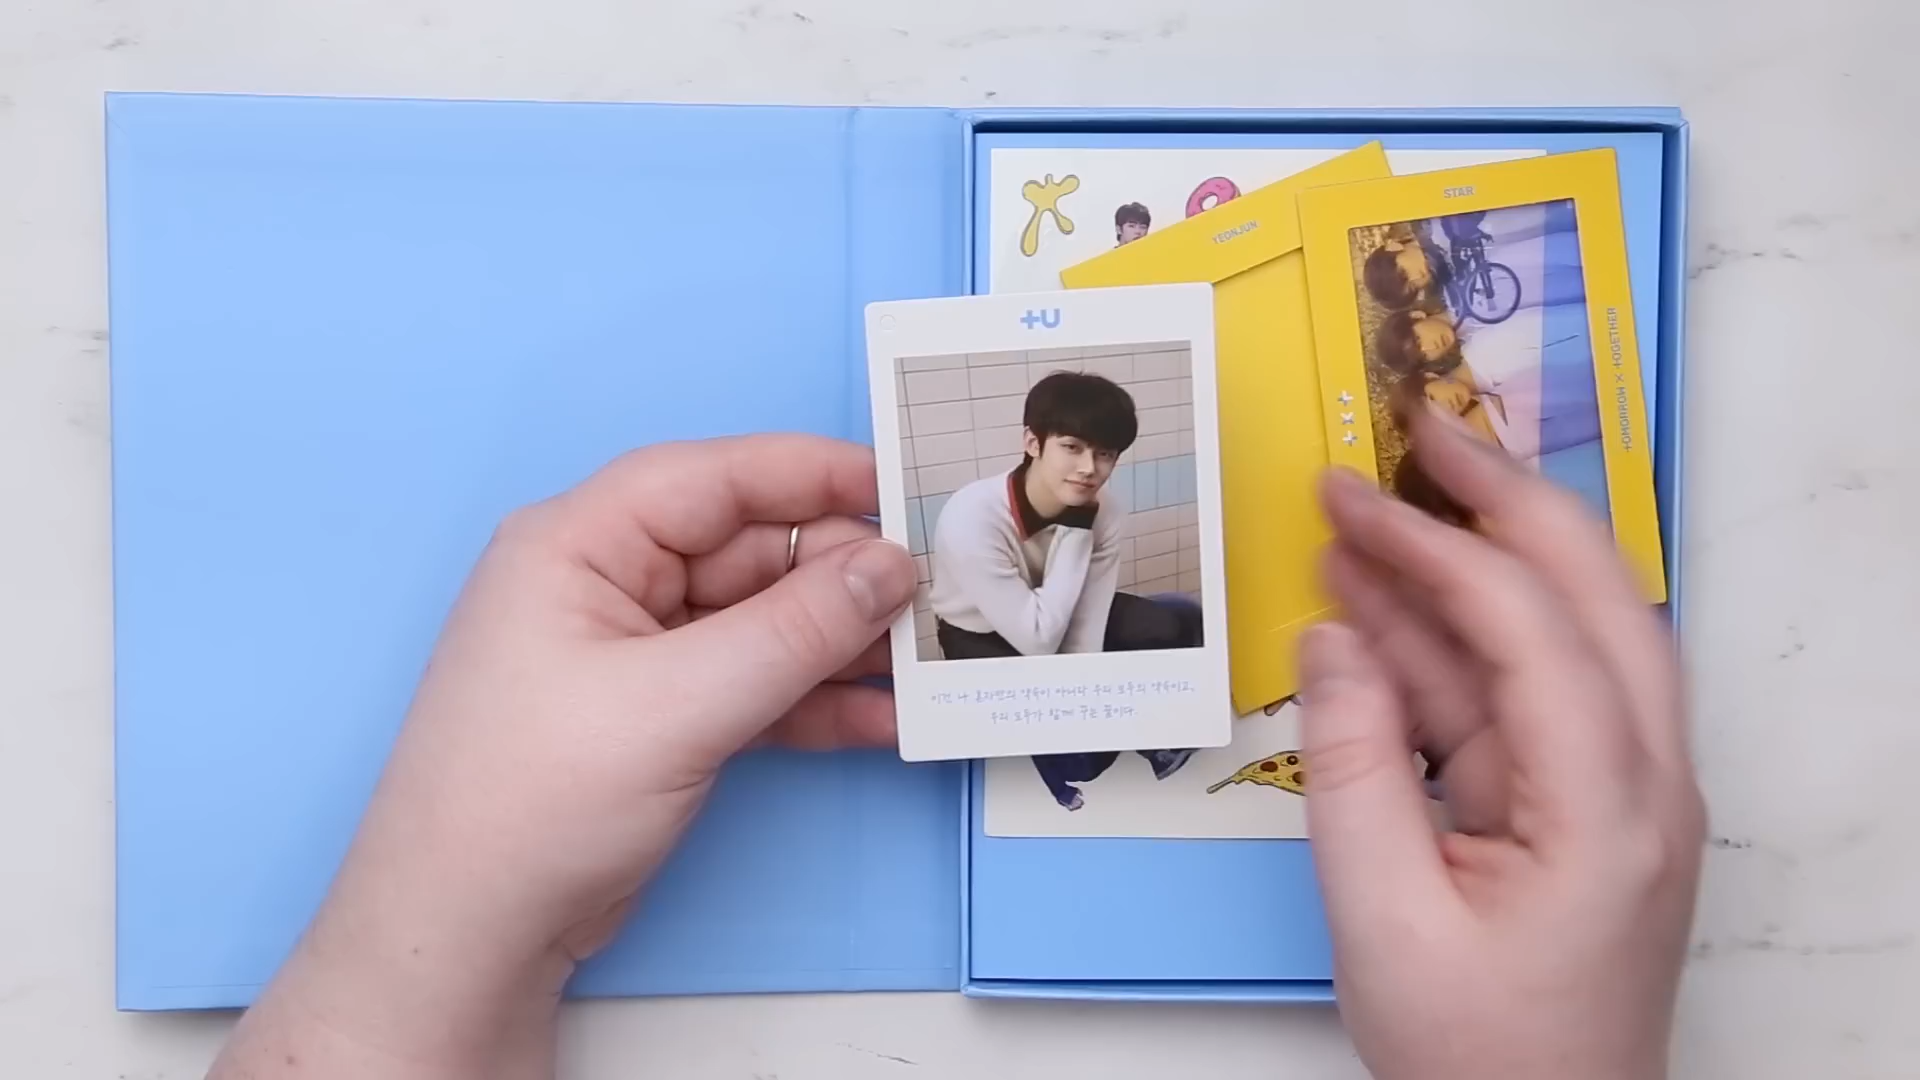 STAR
YEONJUN
+U
TOMORROW X TOGETHER
+ x +
이건 나 혼자만의 약속이 아니라 우리 모두의 약속이고,
우리 모두가 함께 꾸는 꿈이다.